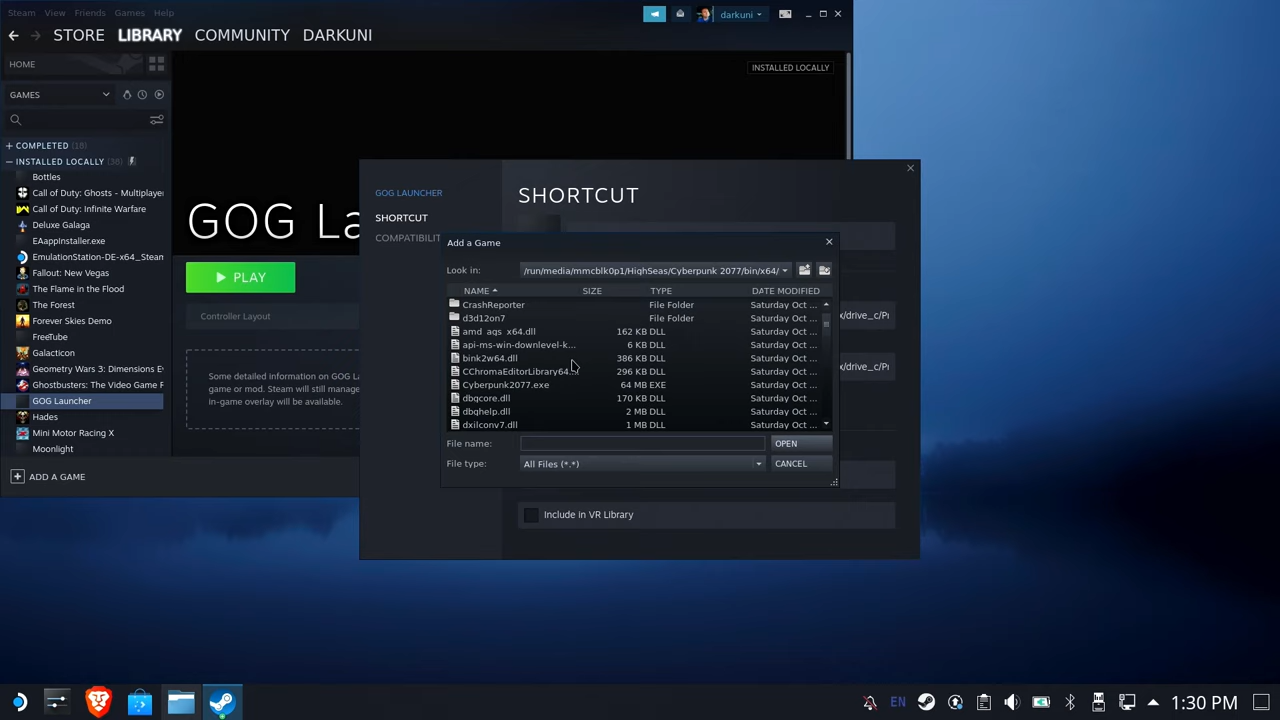 Steam View Friends Games Help
darkuni
STORE LIBRARY COMMUNITY DARKUNI
HOME
INSTALLED LOCALLY
GAMES
COMPLETED (18)
INSTALLED LOCALLY (38)
Bottles
Call of Duty: Ghosts - Multiplayer
Call of Duty: Infinite Warfare
Deluxe Galaga
EAappInstaller.exe
EmulationStation-DE-x64_Steam
Fallout: New Vegas
The Flame in the Flood
The Forest
Forever Skies Demo
FreeTube
Galacticon
Geometry Wars 3: Dimensions E
Ghostbusters: The Video Game F
GOG Launcher
Hades
Mini Motor Racing X
Moonlight
ADD A GAME
GOG La
PLAY
Controller Layout
Some detailed information on GOG La
game or mod. Steam will still manage
in-game overlay will be available.
GOG LAUNCHER
SHORTCUT
COMPATIBILIT
SHORTCUT
x/drive_c/Pr
x/drive_c/Pr
Include in VR Library
Add a Game
Look in: /run/media/mmcblk0p1/HighSeas/Cyberpunk 2077/bin/x64/
NAME SIZE TYPE DATE MODIFIED
CrashReporter File Folder Saturday Oct ...
d3d12on7 File Folder Saturday Oct ...
amd_ags_x64.dll 162 KB DLL Saturday Oct ...
api-ms-win-downlevel-k... 6 KB DLL Saturday Oct ...
bink2w64.dll 386 KB DLL Saturday Oct ...
CChromaEditorLibrary64... 296 KB DLL Saturday Oct ...
Cyberpunk2077.exe 64 MB EXE Saturday Oct ...
dbgcore.dll 170 KB DLL Saturday Oct ...
dbghelp.dll 2 MB DLL Saturday Oct ...
dxilconv7.dll 1 MB DLL Saturday Oct ...
File name: OPEN
File type: All Files (*.*) CANCEL
EN
1:30 PM